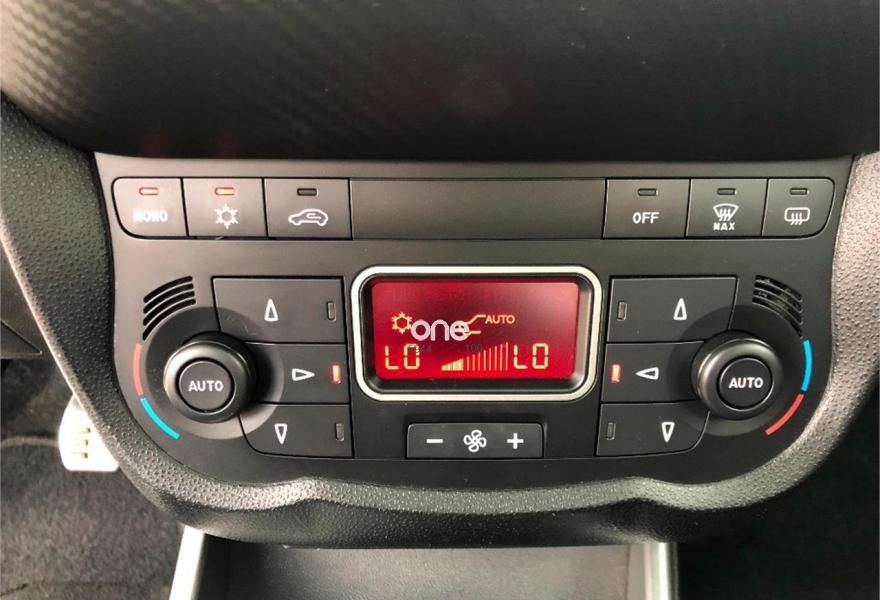 MONO OFF MAX
one AUTO
LO LO
AUTO AUTO
- +